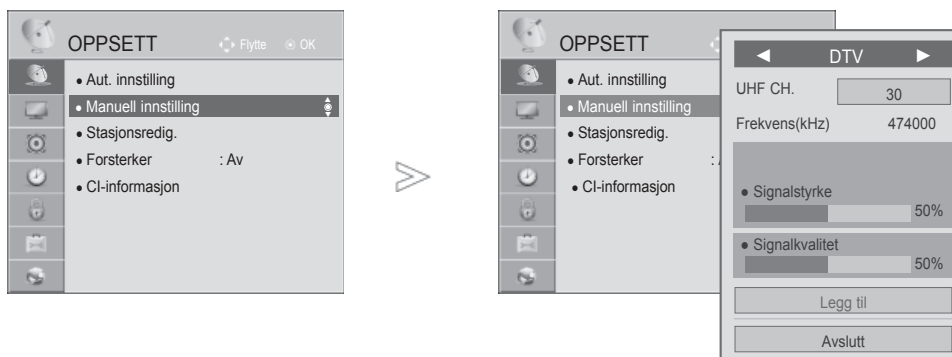 OPPSETT
Flytte
OK
● Aut. innstilling
● Manuell innstilling
● Stasjonsredig.
● Forsterker : Av
● CI-informasjon
OPPSETT
● Aut. innstilling
● Manuell innstilling
● Stasjonsredig.
● Forsterker :
● CI-informasjon
◄ DTV ►
UHF CH. 30
Frekvens(kHz) 474000
● Signalstyrke
50%
● Signalkvalitet
50%
Legg til
Avslutt